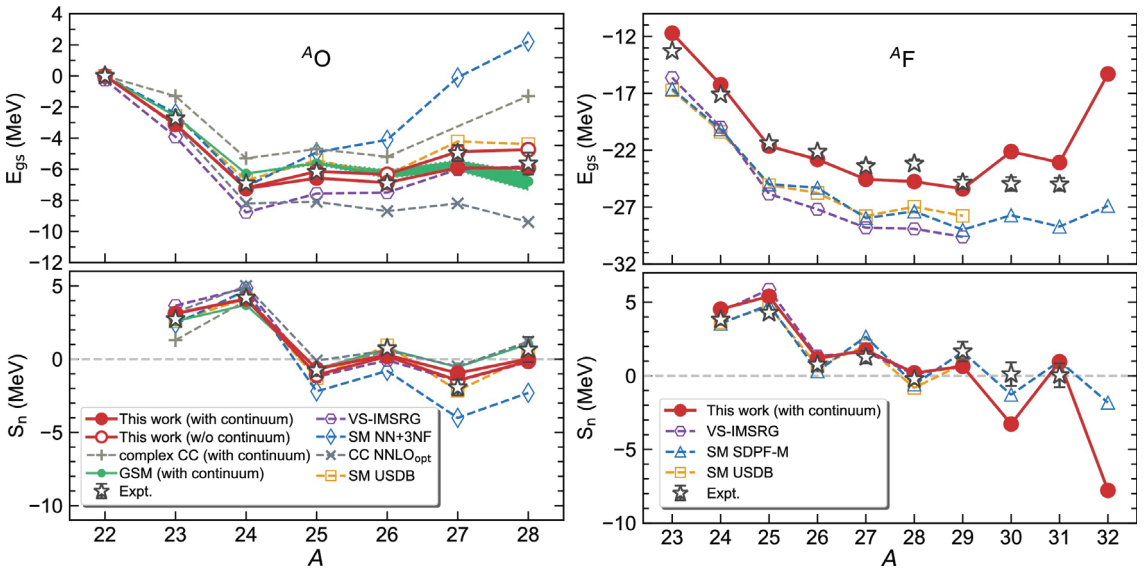 4
2
0
−2
−4
−6
−8
−10
−12
E_gs (MeV)
^A O
−12
−17
−22
−27
−32
E_gs (MeV)
^A F
5
0
−5
−10
S_n (MeV)
This work (with continuum)
This work (w/o continuum)
complex CC (with continuum)
GSM (with continuum)
Expt.
VS-IMSRG
SM NN+3NF
CC NNLO_opt
SM USDB
22 23 24 25 26 27 28
A
5
0
−5
−10
S_n (MeV)
This work (with continuum)
VS-IMSRG
SM SDPF-M
SM USDB
Expt.
23 24 25 26 27 28 29 30 31 32
A